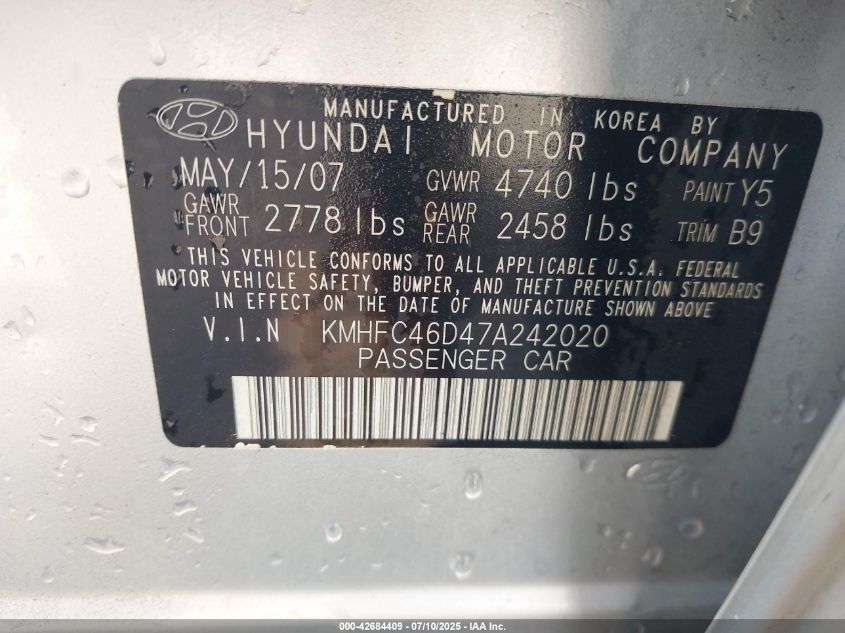 MANUFACTURED IN KOREA BY
HYUNDAI MOTOR COMPANY
MAY/15/07 GVWR 4740 lbs PAINT Y5
GAWR FRONT 2778 lbs GAWR REAR 2458 lbs TRIM B9
THIS VEHICLE CONFORMS TO ALL APPLICABLE U.S.A. FEDERAL
MOTOR VEHICLE SAFETY, BUMPER, AND THEFT PREVENTION STANDARDS
IN EFFECT ON THE DATE OF MANUFACTURE SHOWN ABOVE
V.I.N KMHFC46D47A242020
PASSENGER CAR
000-42684409 - 07/10/2025 - IAA Inc.